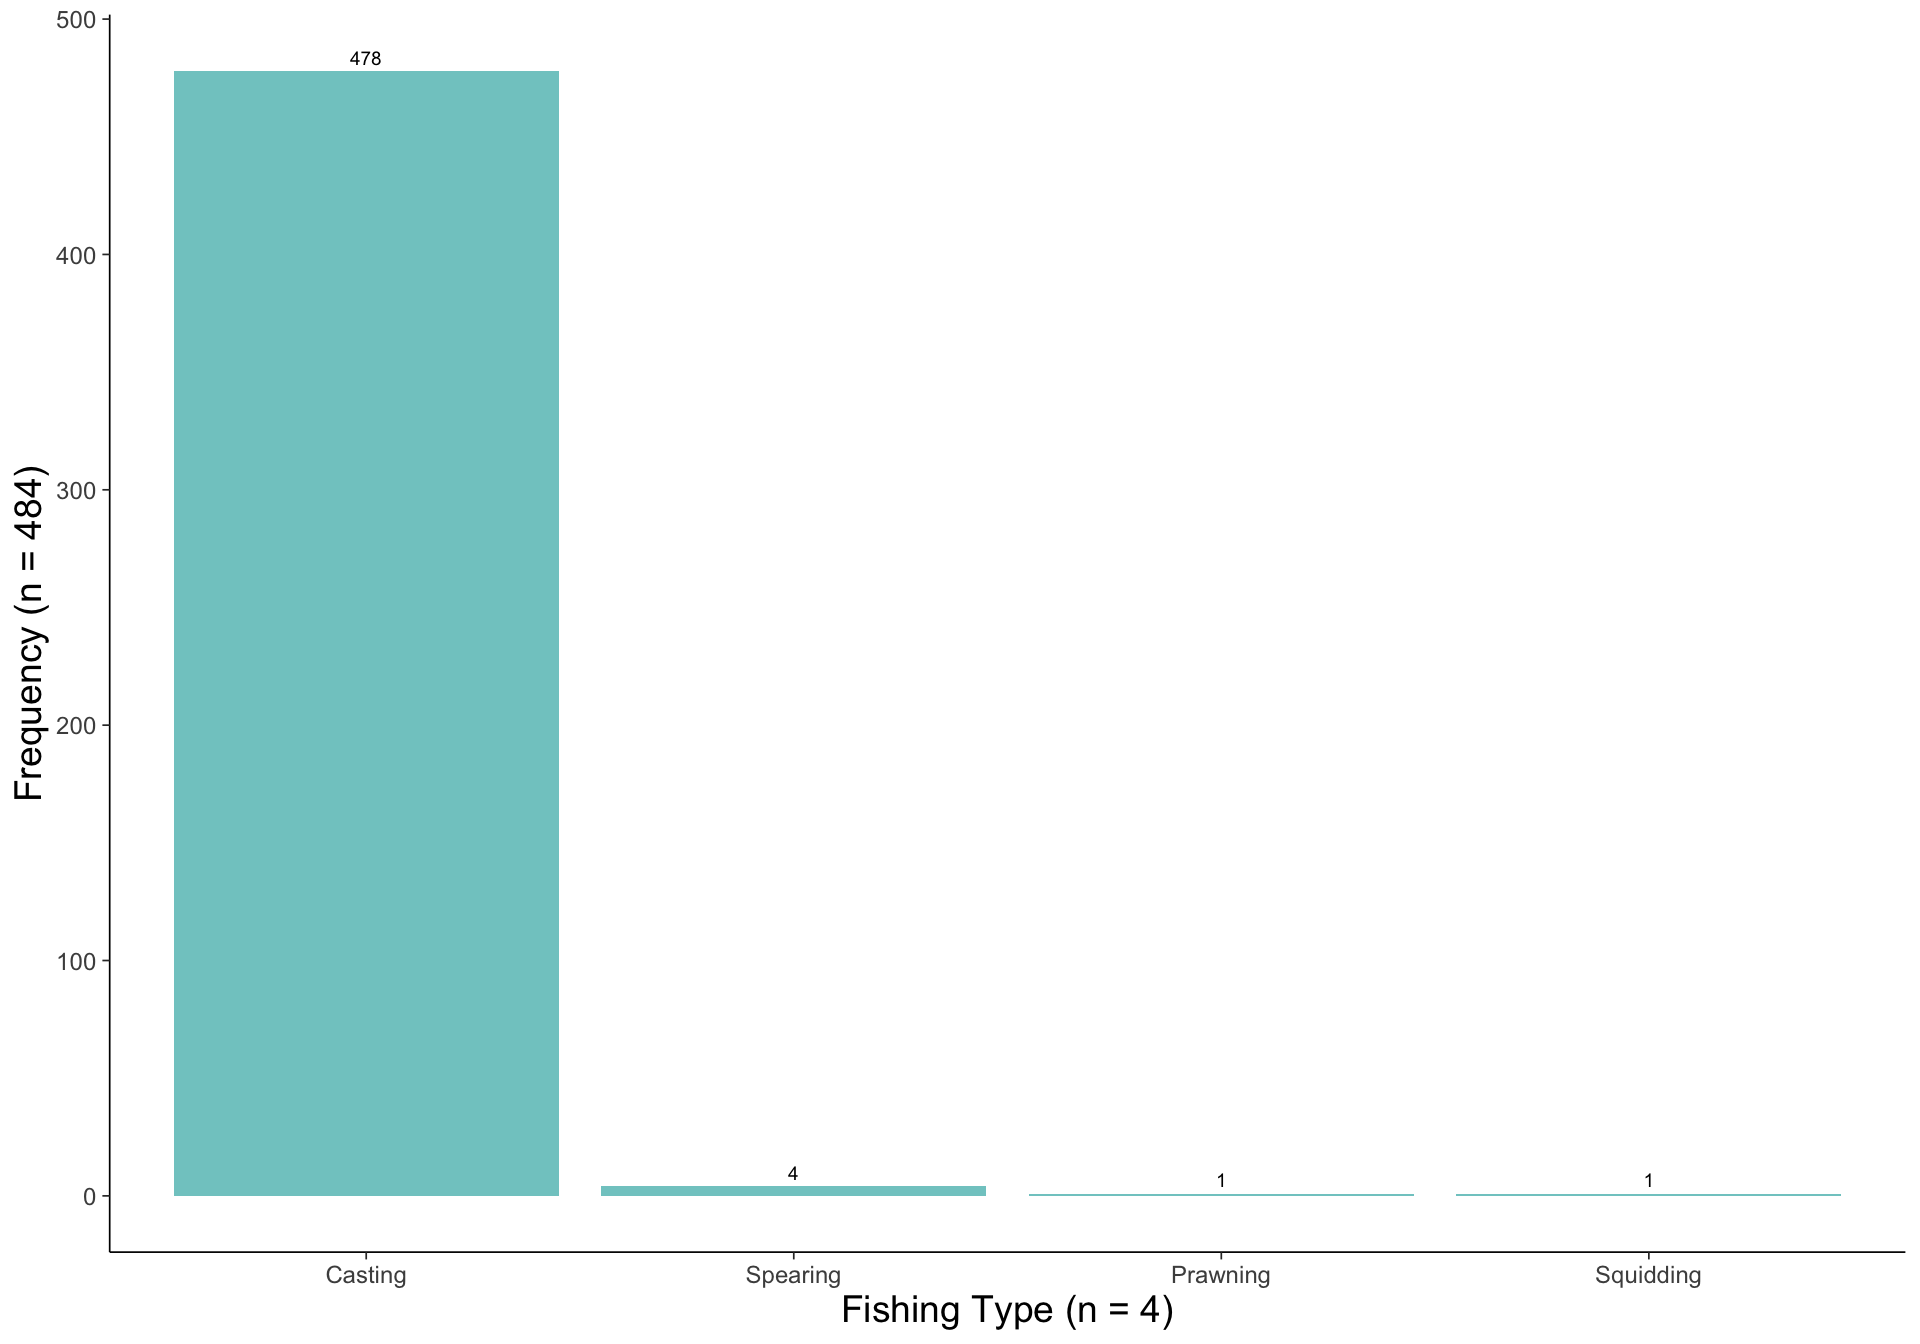 Frequency (n = 484)
500
400
300
200
100
0
478
4
1
1
Casting
Spearing
Prawning
Squidding
Fishing Type (n = 4)